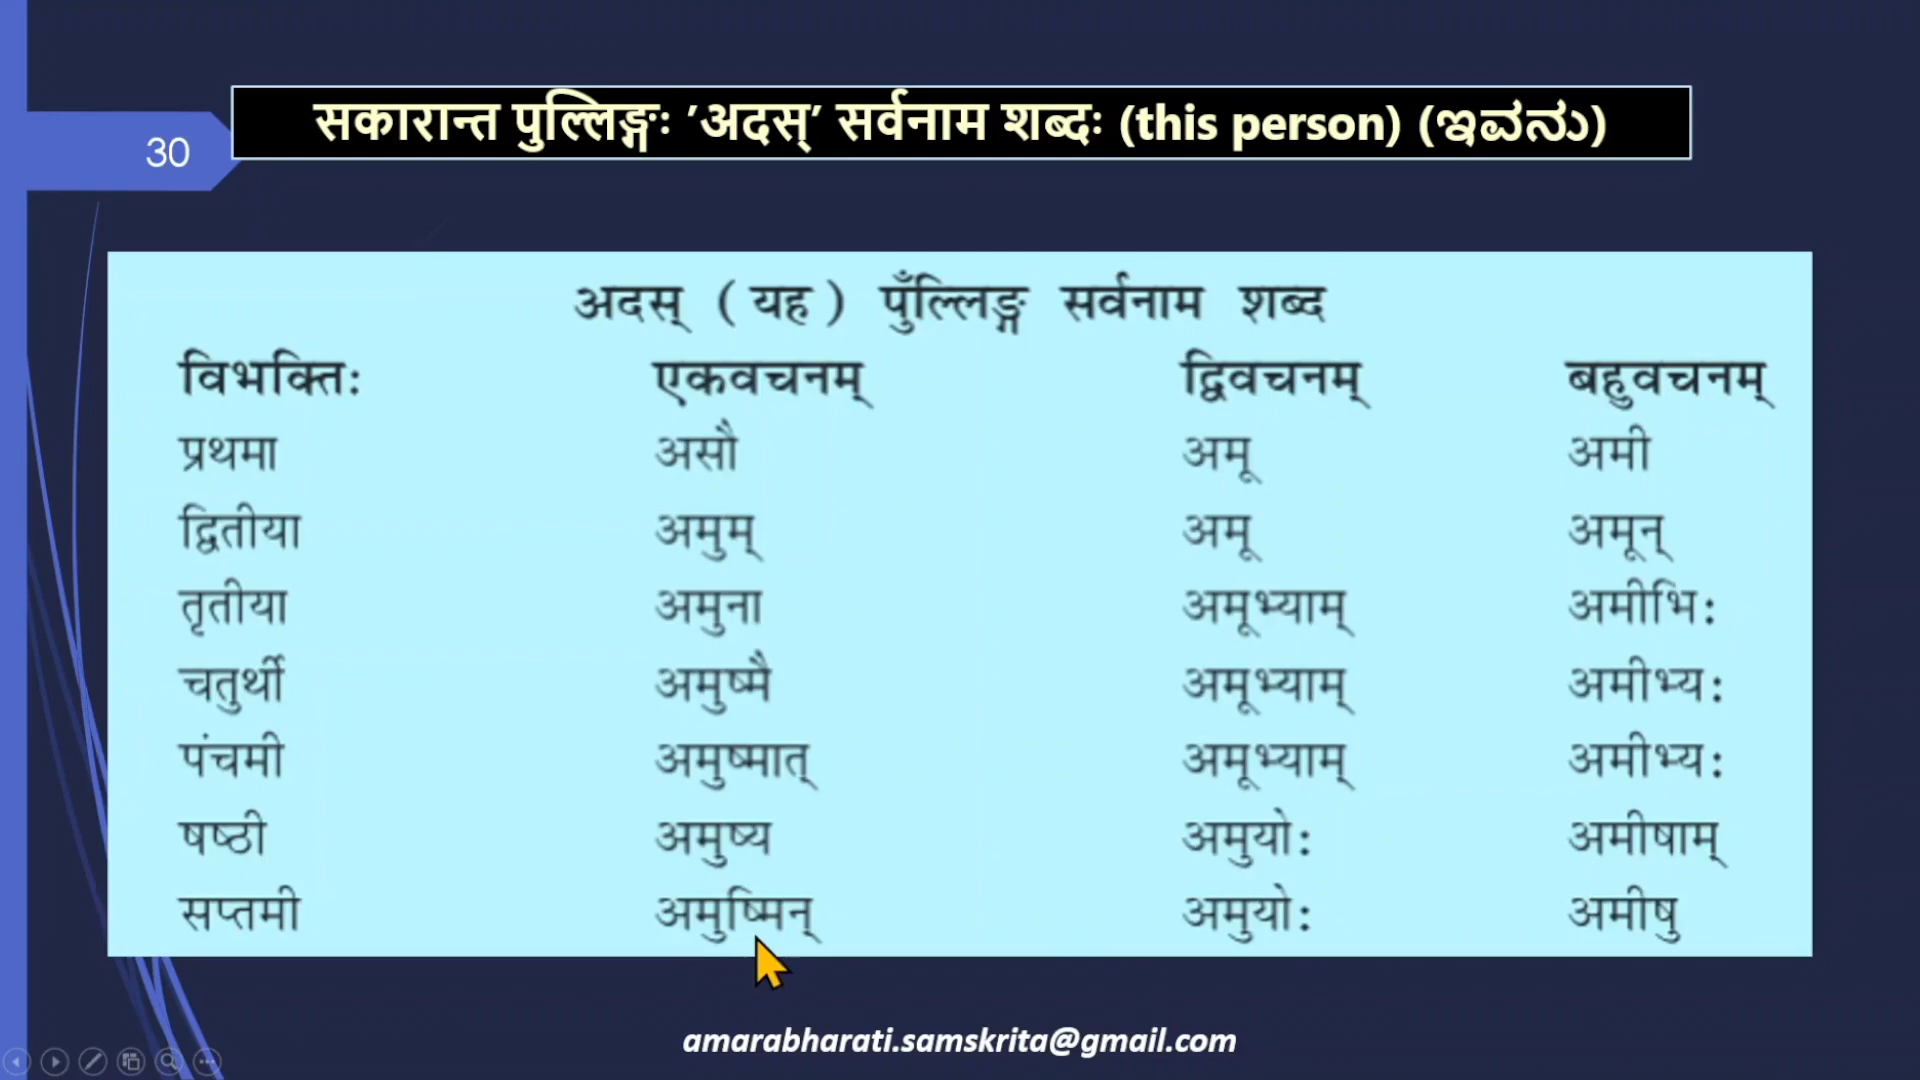 30
सकारान्त पुल्लिङ्गः ’अदस्’ सर्वनाम शब्दः (this person) (ಇವನು)
अदस् (यह) पुँल्लिङ्ग सर्वनाम शब्द
विभक्तिः एकवचनम् द्विवचनम् बहुवचनम्
प्रथमा असौ अमू अमी
द्वितीया अमुम् अमू अमून्
तृतीया अमुना अमूभ्याम् अमीभिः
चतुर्थी अमुष्मै अमूभ्याम् अमीभ्यः
पंचमी अमुष्मात् अमूभ्याम् अमीभ्यः
षष्ठी अमुष्य अमुयोः अमीषाम्
सप्तमी अमुष्मिन् अमुयोः अमीषु
amarabharati.samskrita@gmail.com